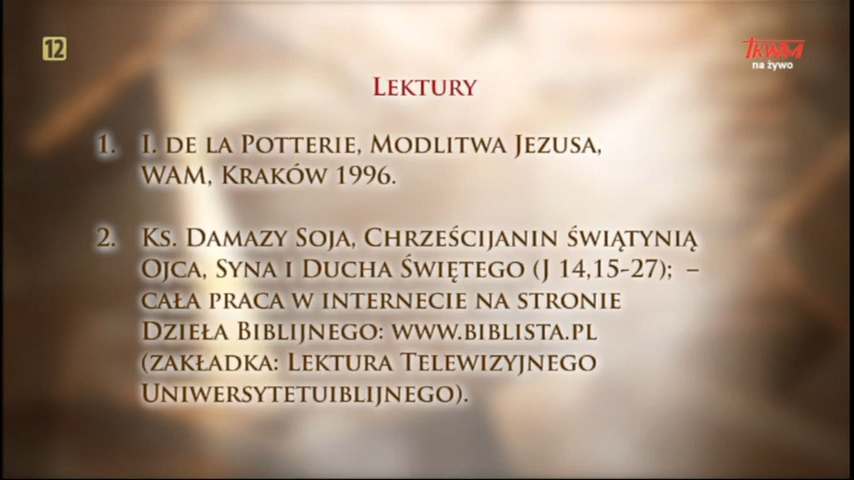 12
TRWAM
na żywo
LEKTURY
1. I. DE LA POTTERIE, MODLITWA JEZUSA,
WAM, KRAKÓW 1996.
2. KS. DAMAZY SOJA, CHRZEŚCIJANIN ŚWIĄTYNIĄ
OJCA, SYNA I DUCHA ŚWIĘTEGO (J 14,15-27); –
CAŁA PRACA W INTERNECIE NA STRONIE
DZIEŁA BIBLIJNEGO: WWW.BIBLISTA.PL
(ZAKŁADKA: LEKTURA TELEWIZYJNEGO
UNIWERSYTETUIBLIJNEGO).